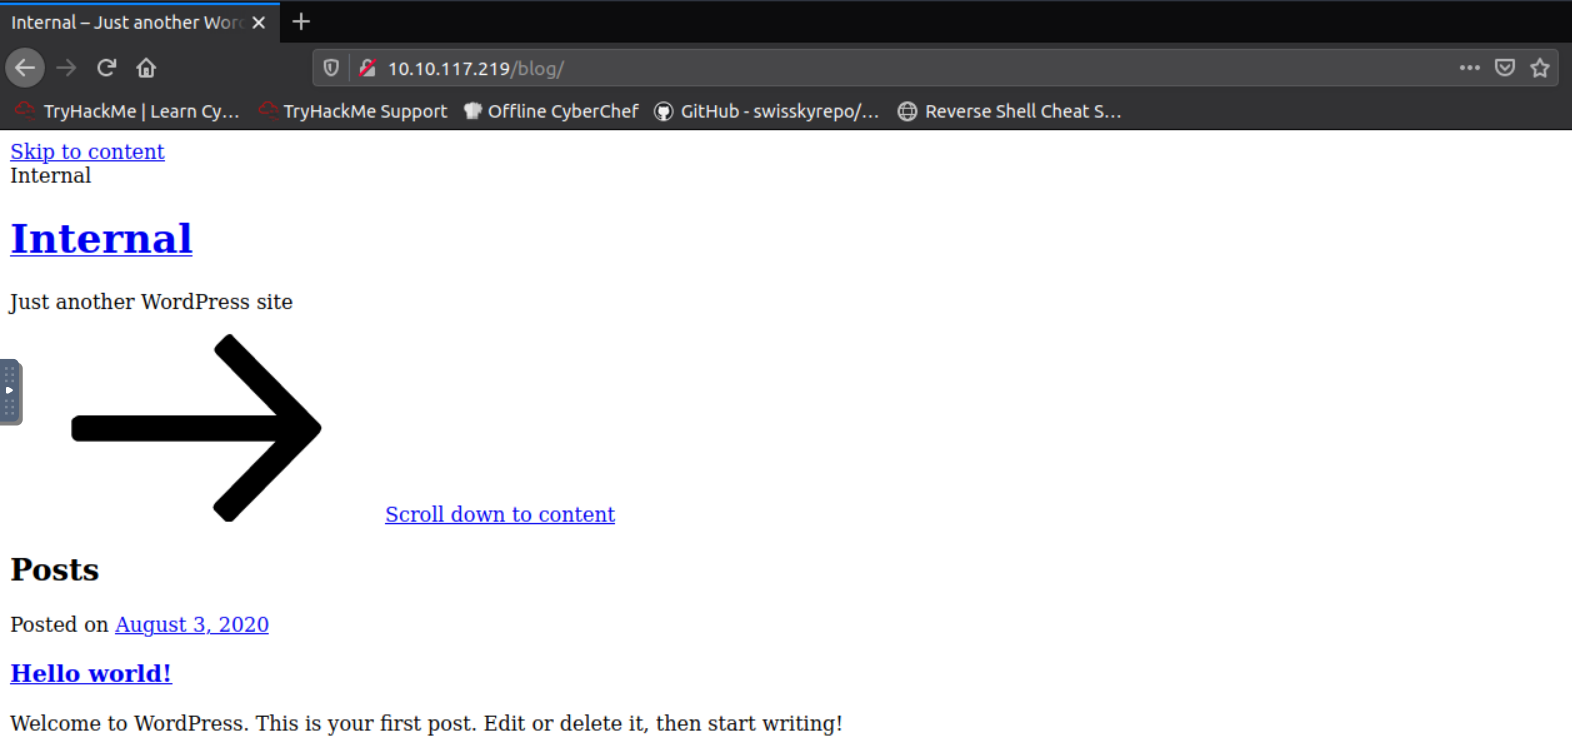 Internal – Just another Wor
10.10.117.219/blog/
TryHackMe | Learn Cy… TryHackMe Support Offline CyberChef GitHub - swisskyrepo/… Reverse Shell Cheat S…
Skip to content
Internal
Internal
Just another WordPress site
Scroll down to content
Posts
Posted on August 3, 2020
Hello world!
Welcome to WordPress. This is your first post. Edit or delete it, then start writing!